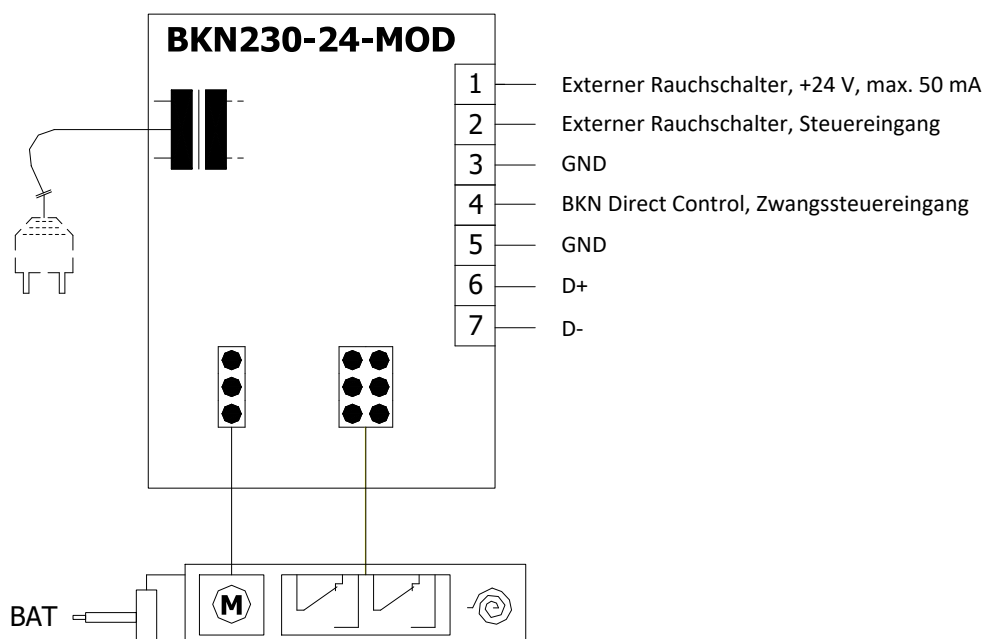 BKN230-24-MOD
1 Externer Rauchschalter, +24 V, max. 50 mA
2 Externer Rauchschalter, Steuereingang
3 GND
4 BKN Direct Control, Zwangssteuereingang
5 GND
6 D+
7 D-
BAT
M